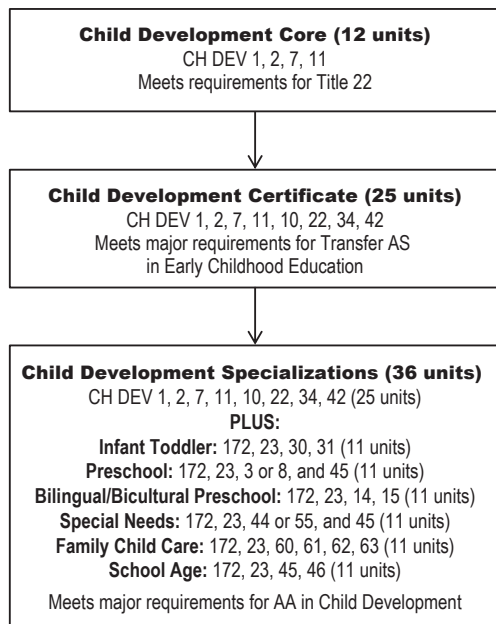 Child Development Core (12 units)
CH DEV 1, 2, 7, 11
Meets requirements for Title 22
Child Development Certificate (25 units)
CH DEV 1, 2, 7, 11, 10, 22, 34, 42
Meets major requirements for Transfer AS
in Early Childhood Education
Child Development Specializations (36 units)
CH DEV 1, 2, 7, 11, 10, 22, 34, 42 (25 units)
PLUS:
Infant Toddler: 172, 23, 30, 31 (11 units)
Preschool: 172, 23, 3 or 8, and 45 (11 units)
Bilingual/Bicultural Preschool: 172, 23, 14, 15 (11 units)
Special Needs: 172, 23, 44 or 55, and 45 (11 units)
Family Child Care: 172, 23, 60, 61, 62, 63 (11 units)
School Age: 172, 23, 45, 46 (11 units)
Meets major requirements for AA in Child Development